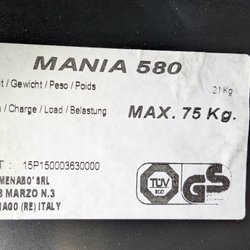 MANIA 580
t / Gewicht / Peso / Poids 21 Kg.
/ Charge / Load / Belastung MAX. 75 Kg.
T : 15P150003630000
MENABO' SRL
8 MARZO N.3
IAGO (RE) ITALY
TÜV
GS